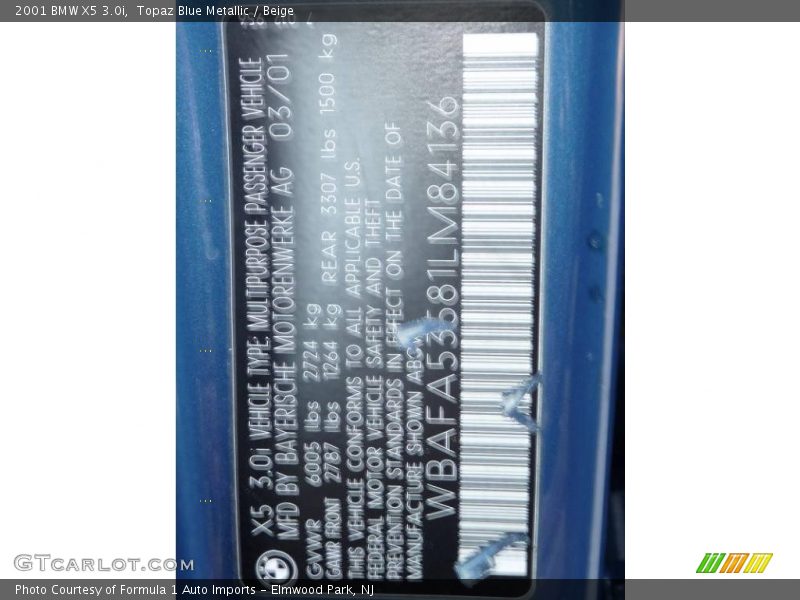 2001 BMW X5 3.0i, Topaz Blue Metallic / Beige
X5 3.0i VEHICLE TYPE: MULTIPURPOSE PASSENGER VEHICLE
MFD BY BAYERISCHE MOTORENWERKE AG 03/01
GVWR 6005 lbs 2724 kg
GAWR FRONT 2787 lbs 1264 kg REAR 3307 lbs 1500 kg
THIS VEHICLE CONFORMS TO ALL APPLICABLE U.S.
FEDERAL MOTOR VEHICLE SAFETY AND THEFT
PREVENTION STANDARDS IN EFFECT ON THE DATE OF
MANUFACTURE SHOWN ABOVE
WBAFA53581LM84136
GTCarLot.com
Photo Courtesy of Formula 1 Auto Imports - Elmwood Park, NJ